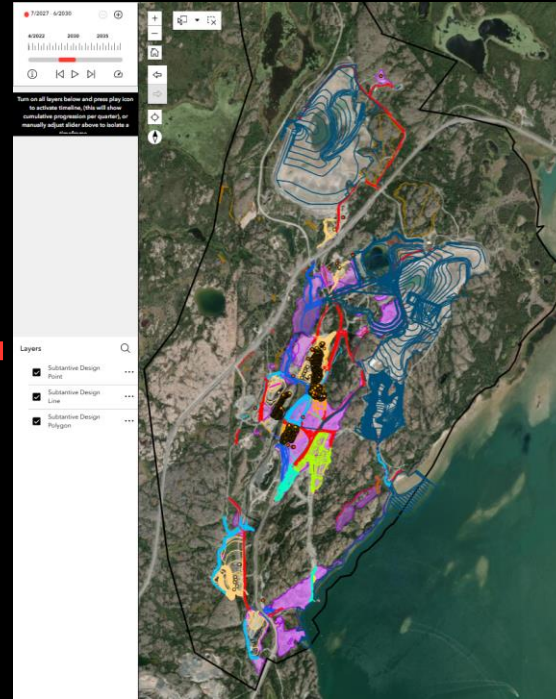 7/2027 - 6/2030
4/2022 2030 2035
Turn on all layers below and press play icon
to activate timeline, (this will show
cumulative progression per quarter), or
manually adjust slider above to isolate a
timeframe
Layers
Subtantive Design
Point
Subtantive Design
Line
Subtantive Design
Polygon